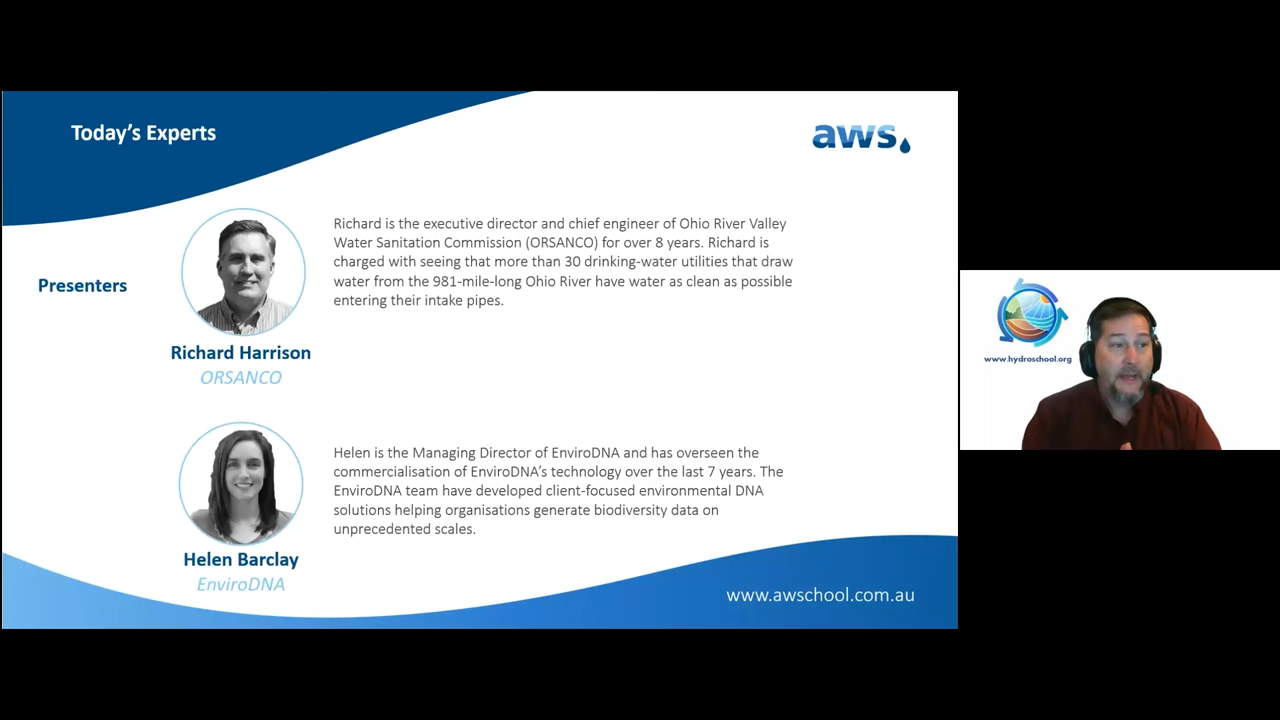 Today's Experts
aws
Presenters
Richard is the executive director and chief engineer of Ohio River Valley
Water Sanitation Commission (ORSANCO) for over 8 years. Richard is
charged with seeing that more than 30 drinking-water utilities that draw
water from the 981-mile-long Ohio River have water as clean as possible
entering their intake pipes.
Richard Harrison
ORSANCO
Helen is the Managing Director of EnviroDNA and has overseen the
commercialisation of EnviroDNA's technology over the last 7 years. The
EnviroDNA team have developed client-focused environmental DNA
solutions helping organisations generate biodiversity data on
unprecedented scales.
Helen Barclay
EnviroDNA
www.awschool.com.au
www.hydroschool.org